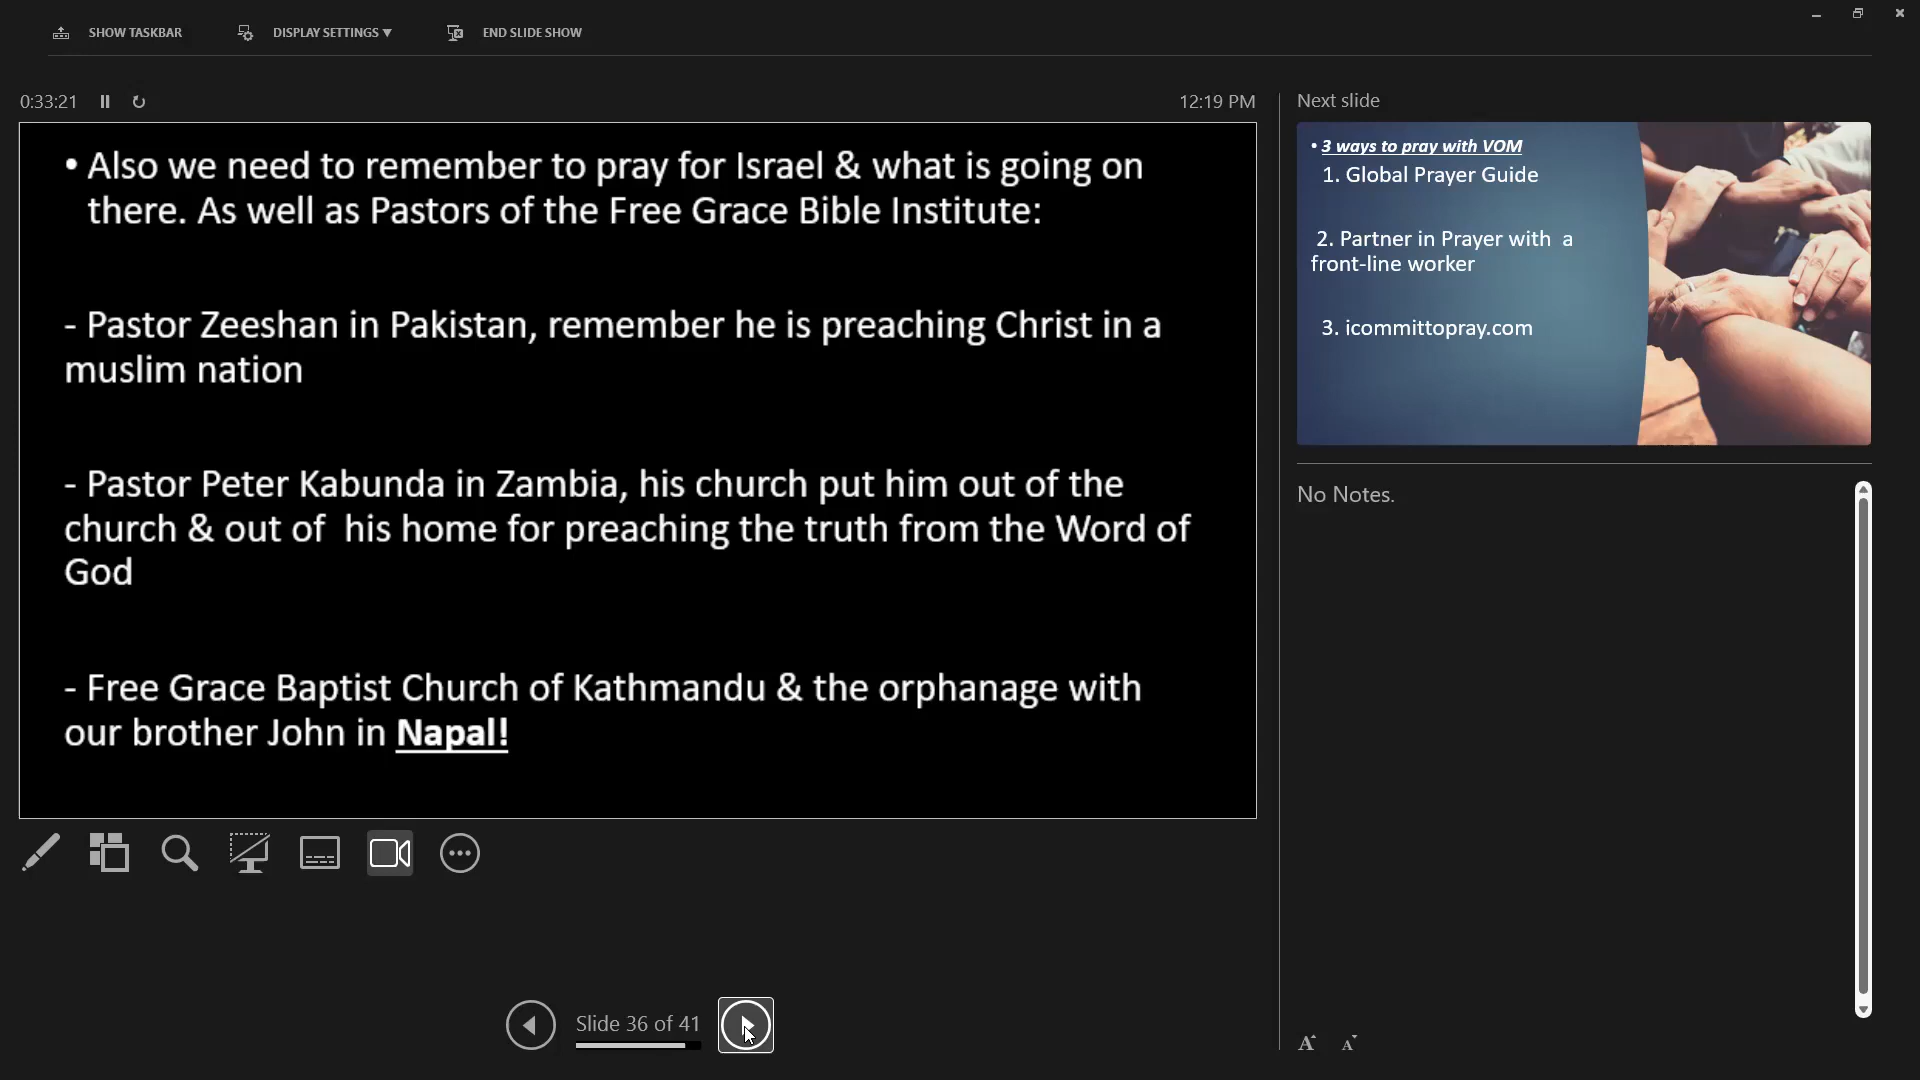 SHOW TASKBAR
DISPLAY SETTINGS ▼
END SLIDE SHOW
0:33:21
12:19 PM
• Also we need to remember to pray for Israel & what is going on
there. As well as Pastors of the Free Grace Bible Institute:
- Pastor Zeeshan in Pakistan, remember he is preaching Christ in a
muslim nation
- Pastor Peter Kabunda in Zambia, his church put him out of the
church & out of  his home for preaching the truth from the Word of
God
- Free Grace Baptist Church of Kathmandu & the orphanage with
our brother John in Napal!
Slide 36 of 41
Next slide
• 3 ways to pray with VOM
1. Global Prayer Guide
2. Partner in Prayer with  a
front-line worker
3. icommittopray.com
No Notes.
A A